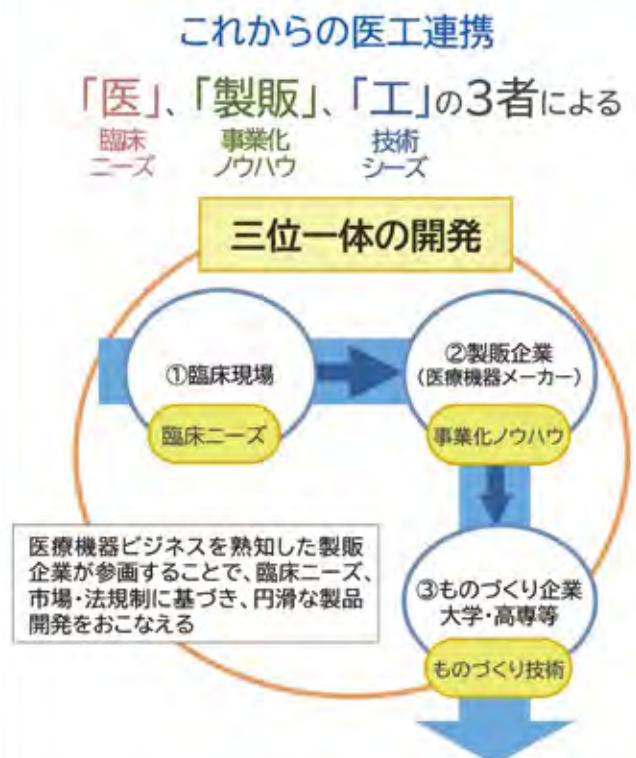 これからの医工連携
「医」、「製販」、「工」の3者による
臨床ニーズ
事業化ノウハウ
技術シーズ
三位一体の開発
①臨床現場
臨床ニーズ
②製販企業
(医療機器メーカー)
事業化ノウハウ
医療機器ビジネスを熟知した製販
企業が参画することで、臨床ニーズ、
市場・法規制に基づき、円滑な製品
開発をおこなえる
③ものづくり企業
大学・高専等
ものづくり技術